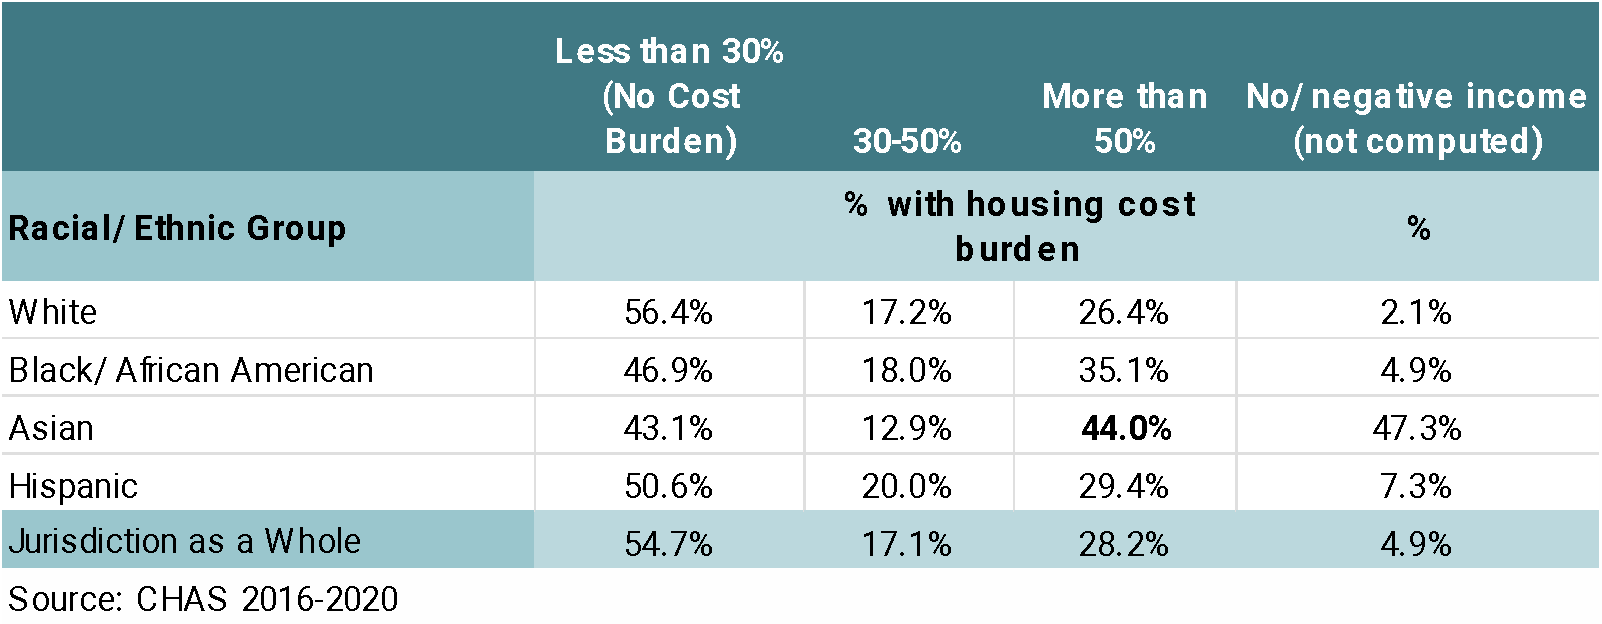 Less than 30% (No Cost Burden) 30-50% More than 50% No/ negative income (not computed)
Racial/ Ethnic Group % with housing cost burden %
White 56.4% 17.2% 26.4% 2.1%
Black/ African American 46.9% 18.0% 35.1% 4.9%
Asian 43.1% 12.9% 44.0% 47.3%
Hispanic 50.6% 20.0% 29.4% 7.3%
Jurisdiction as a Whole 54.7% 17.1% 28.2% 4.9%
Source: CHAS 2016-2020